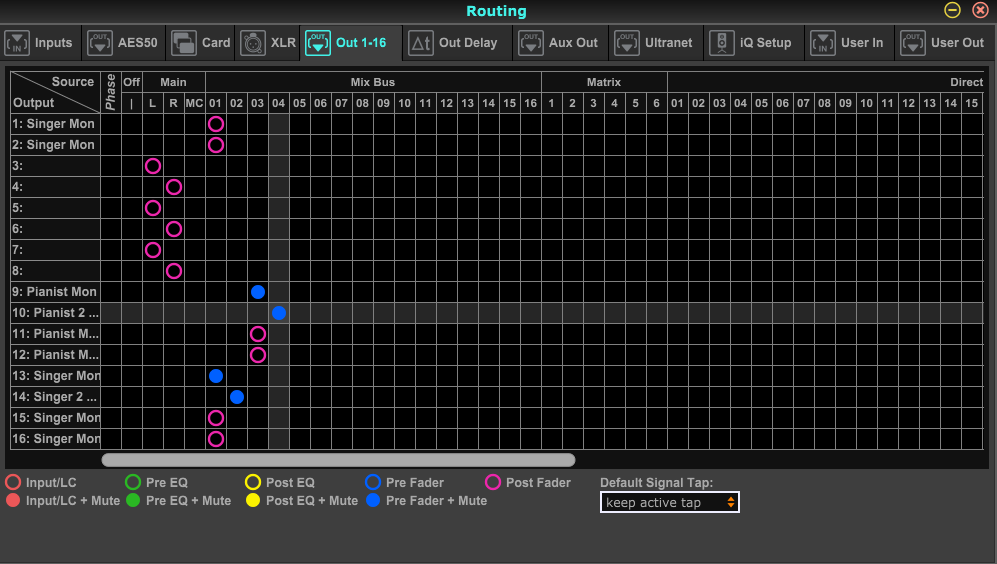 Routing
Inputs AES50 Card XLR Out 1-16 Out Delay Aux Out Ultranet iQ Setup User In User Out
Source Phase Off Main Mix Bus Matrix Direct
Output | L R MC 01 02 03 04 05 06 07 08 09 10 11 12 13 14 15 16 1 2 3 4 5 6 01 02 03 04 05 06 07 08 09 10 11 12 13 14 15
1: Singer Mon
2: Singer Mon
3:
4:
5:
6:
7:
8:
9: Pianist Mon
10: Pianist 2 ...
11: Pianist M...
12: Pianist M...
13: Singer Mon
14: Singer 2 ...
15: Singer Mon
16: Singer Mon
Input/LC Pre EQ Post EQ Pre Fader Post Fader Default Signal Tap:
Input/LC + Mute Pre EQ + Mute Post EQ + Mute Pre Fader + Mute keep active tap